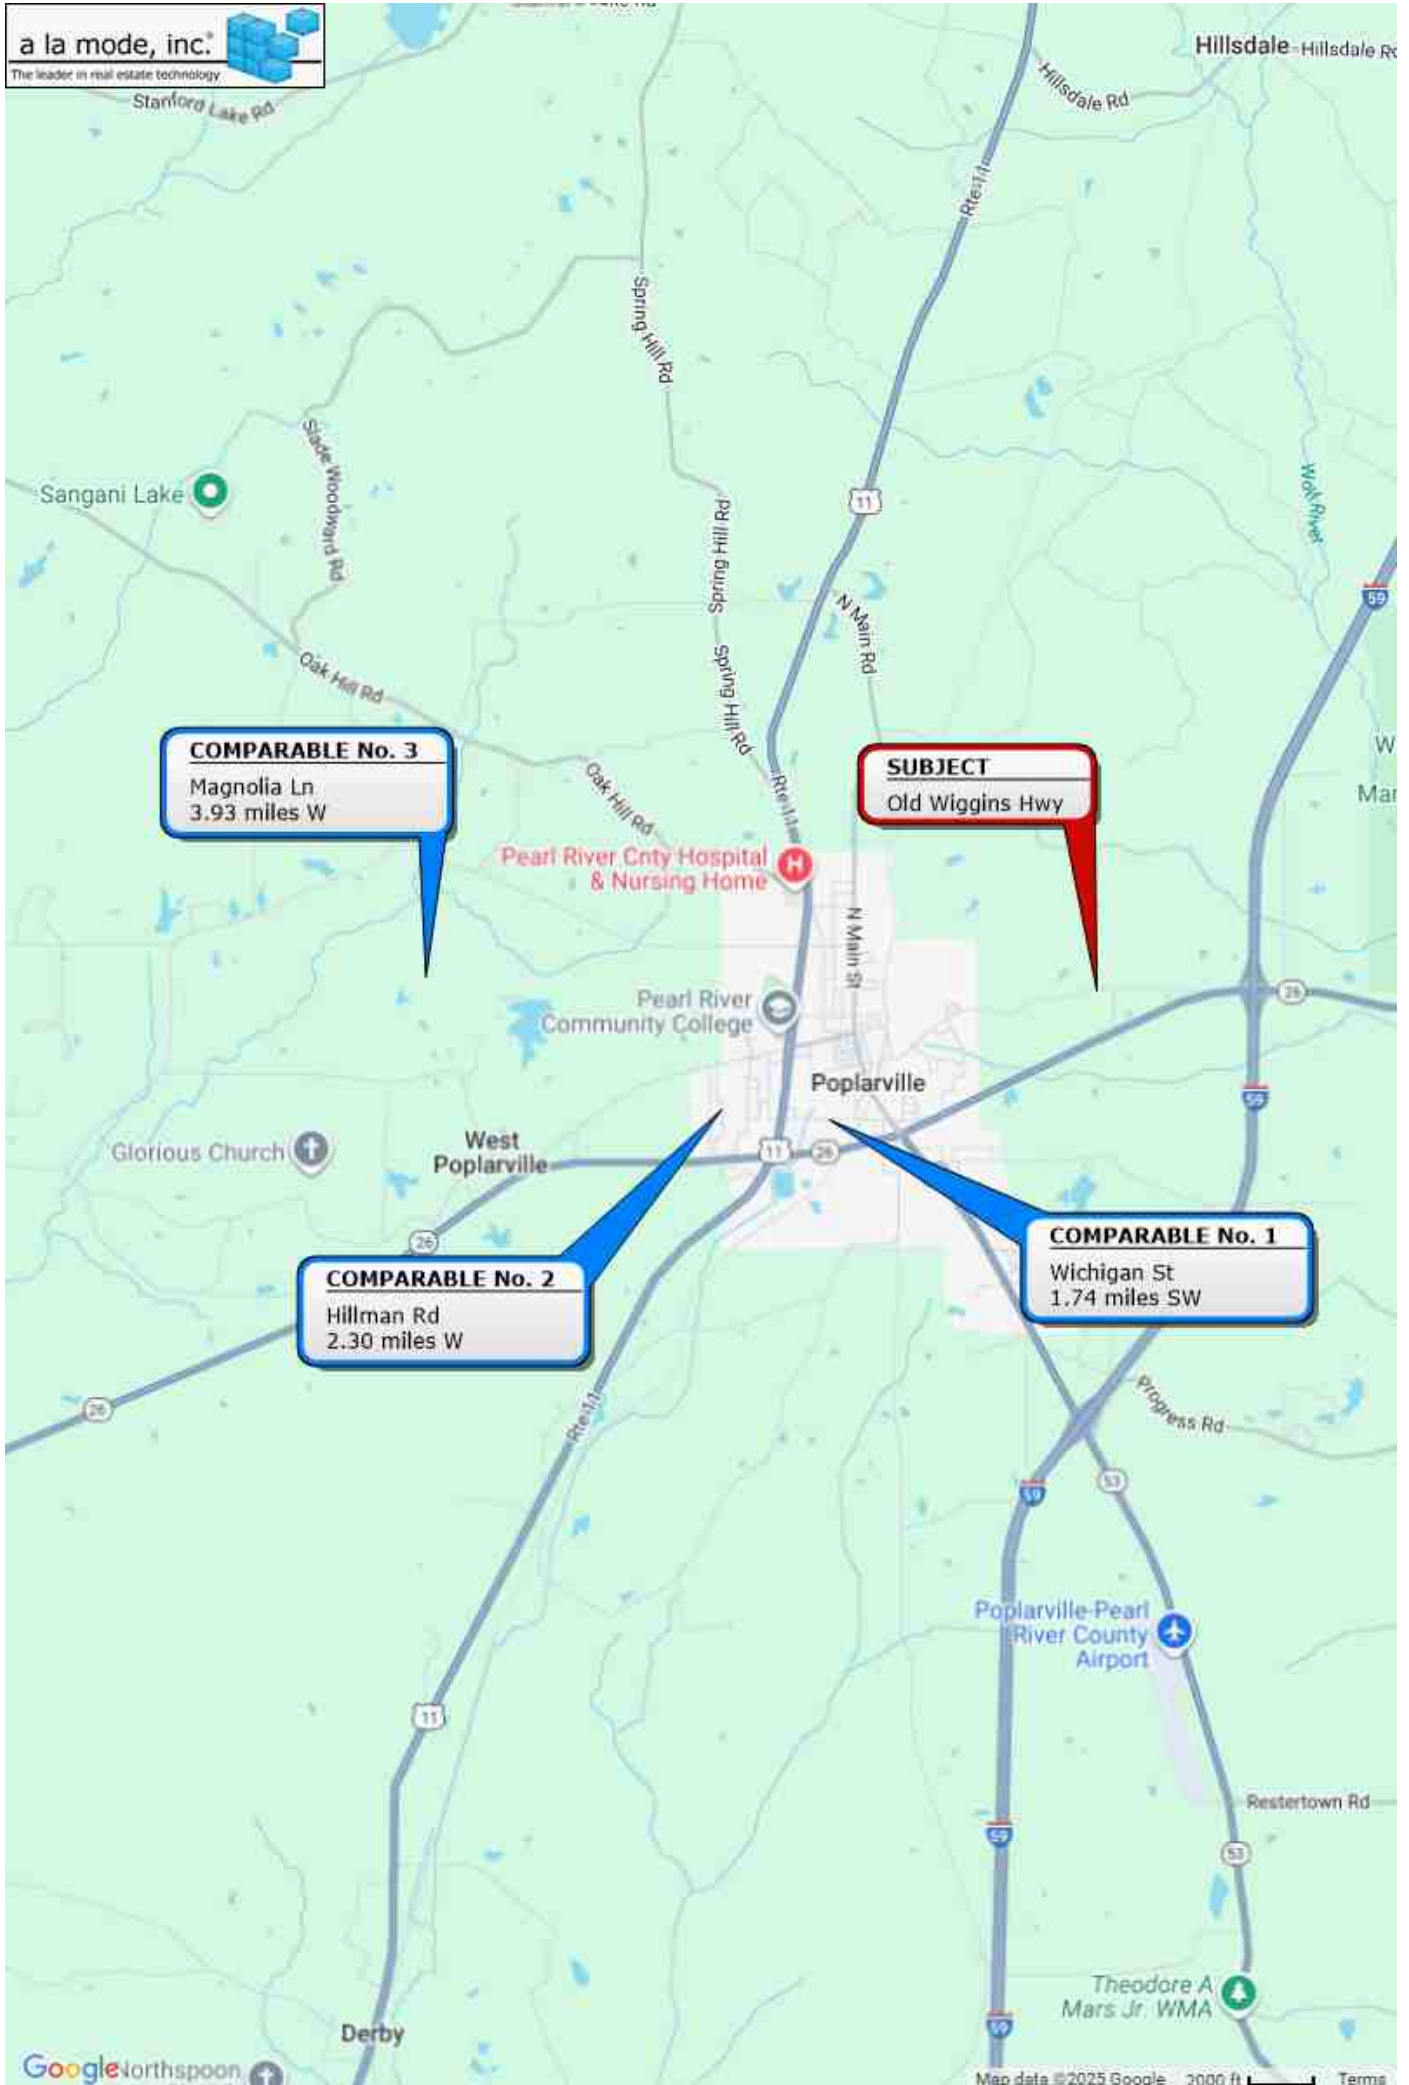 a la mode, inc.
The leader in real estate technology
Stanford Lake Rd
Hillsdale
Hillsdale Rd
Hillsdale Rd
Rte 11
Spring Hill Rd
Slade Woodward Rd
Sangani Lake
Wolf River
11
Spring Hill Rd
59
N Main Rd
Spring Hill Rd
Oak Hill Rd
COMPARABLE No. 3
Magnolia Ln
3.93 miles W
SUBJECT
Old Wiggins Hwy
Oak Hill Rd
Rte 11
Pearl River Cnty Hospital
& Nursing Home
N Main St
Pearl River
Community College
26
Poplarville
59
Glorious Church
West
Poplarville
11
26
26
COMPARABLE No. 1
Wichigan St
1.74 miles SW
COMPARABLE No. 2
Hillman Rd
2.30 miles W
26
Rte 11
Progress Rd
59
53
Poplarville-Pearl
River County
Airport
11
Restertown Rd
59
53
Theodore A
Mars Jr. WMA
59
Derby
Google
Northspoon
Map data ©2025 Google
2000 ft
Terms